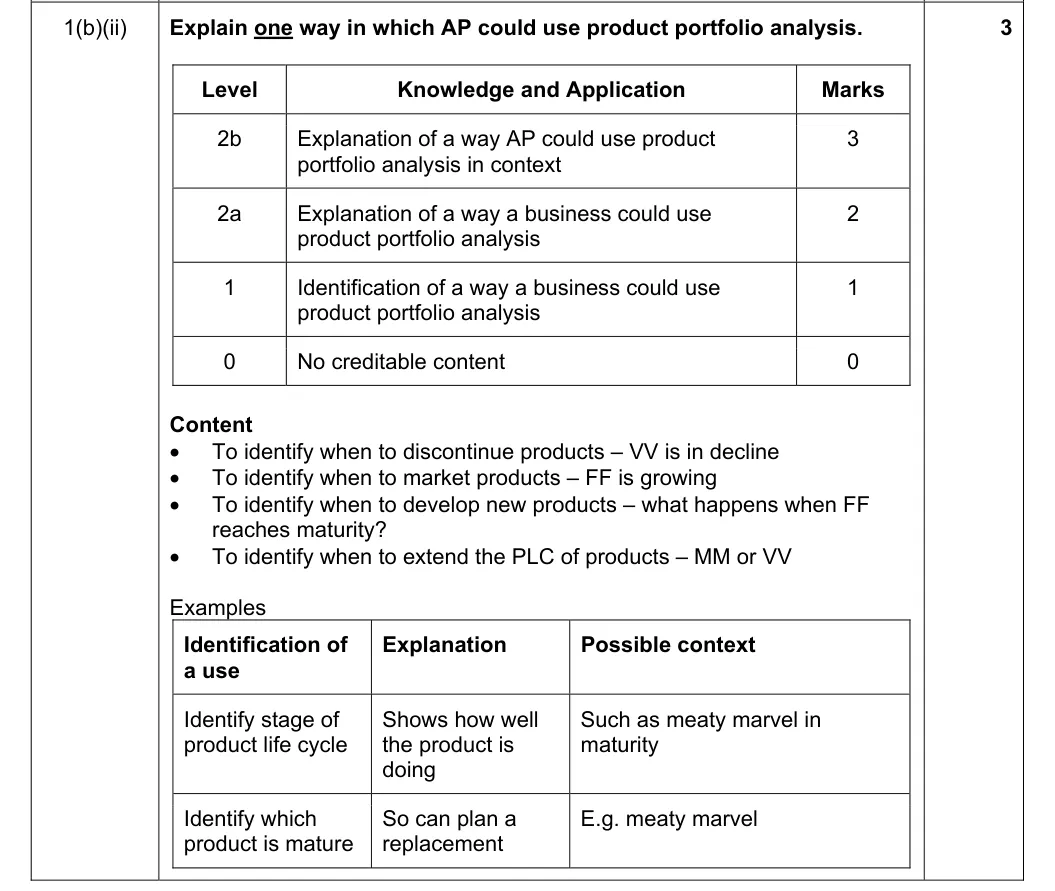 1(b)(ii) Explain one way in which AP could use product portfolio analysis. 3
Level Knowledge and Application Marks
2b Explanation of a way AP could use product 3
portfolio analysis in context
2a Explanation of a way a business could use 2
product portfolio analysis
1 Identification of a way a business could use 1
product portfolio analysis
0 No creditable content 0
Content
• To identify when to discontinue products – VV is in decline
• To identify when to market products – FF is growing
• To identify when to develop new products – what happens when FF
reaches maturity?
• To identify when to extend the PLC of products – MM or VV
Examples
Identification of Explanation Possible context
a use
Identify stage of Shows how well Such as meaty marvel in
product life cycle the product is maturity
doing
Identify which So can plan a E.g. meaty marvel
product is mature replacement